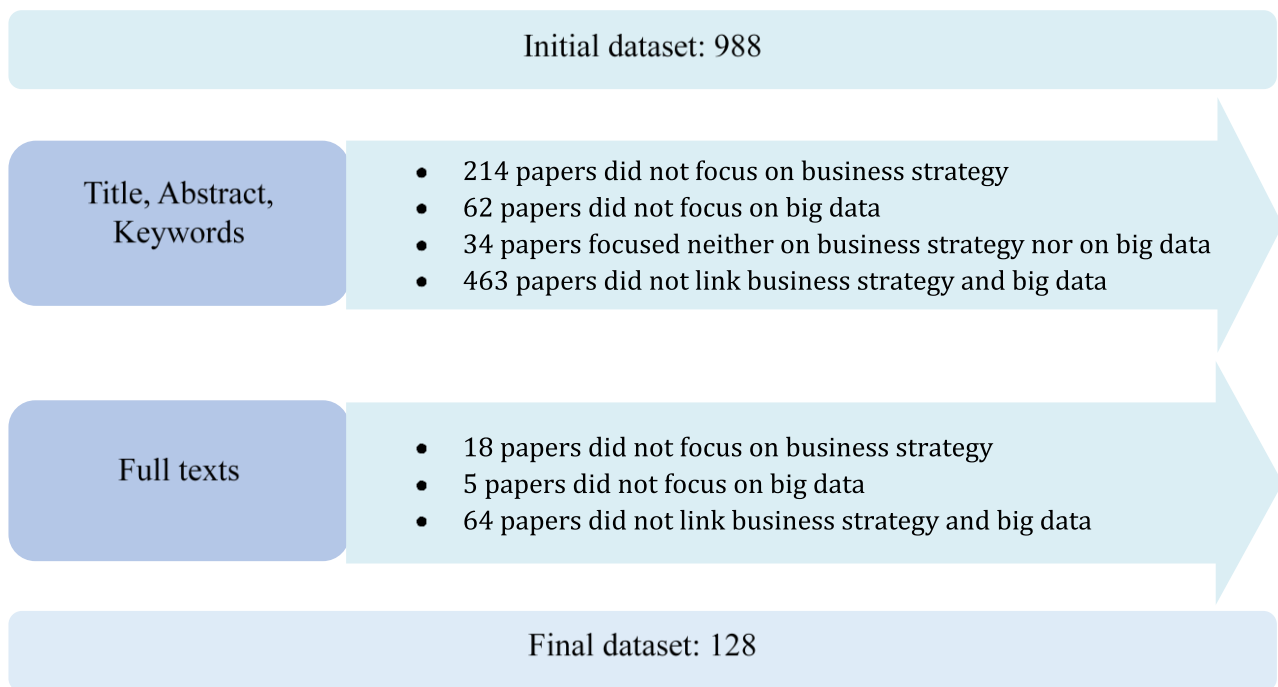 Initial dataset: 988
Title, Abstract,
Keywords
• 214 papers did not focus on business strategy
• 62 papers did not focus on big data
• 34 papers focused neither on business strategy nor on big data
• 463 papers did not link business strategy and big data
Full texts
• 18 papers did not focus on business strategy
• 5 papers did not focus on big data
• 64 papers did not link business strategy and big data
Final dataset: 128